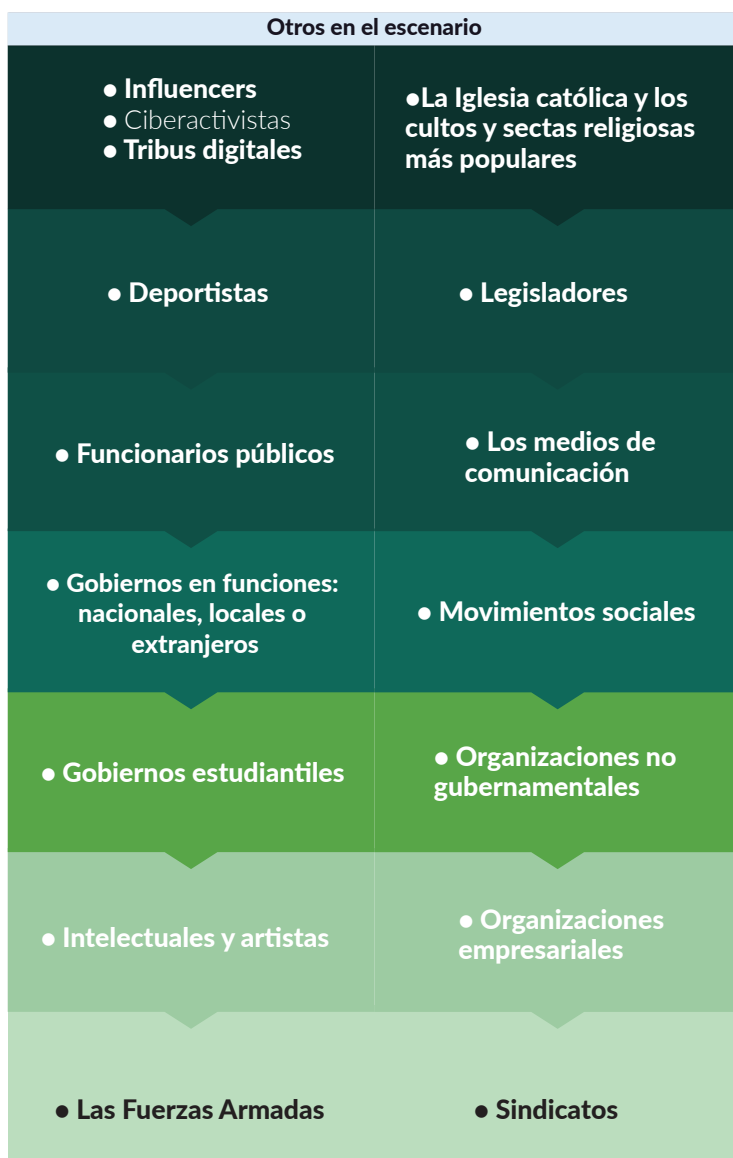 Otros en el escenario
● Influencers
● Ciberactivistas
● Tribus digitales
●La Iglesia católica y los
cultos y sectas religiosas
más populares
● Deportistas
● Legisladores
● Funcionarios públicos
● Los medios de
comunicación
● Gobiernos en funciones:
nacionales, locales o
extranjeros
● Movimientos sociales
● Gobiernos estudiantiles
● Organizaciones no
gubernamentales
● Intelectuales y artistas
● Organizaciones
empresariales
● Las Fuerzas Armadas
● Sindicatos